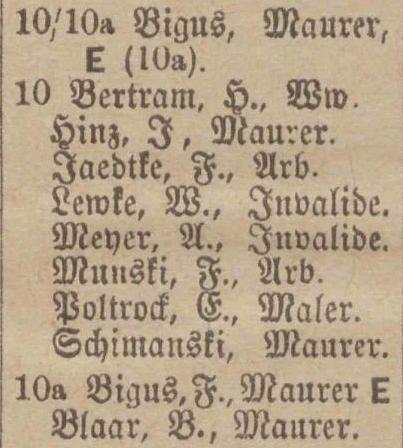 10/10a Bigus, Maurer,
E (10a).
10 Bertram, H., Ww.
Hinz, J, Maurer.
Jaedtke, F., Arb.
Lewke, W., Invalide.
Meyer, A., Invalide.
Munski, F., Arb.
Poltrock, E., Maler.
Schimanski, Maurer.
10a Bigus, F., Maurer E
Blaar, B., Maurer.